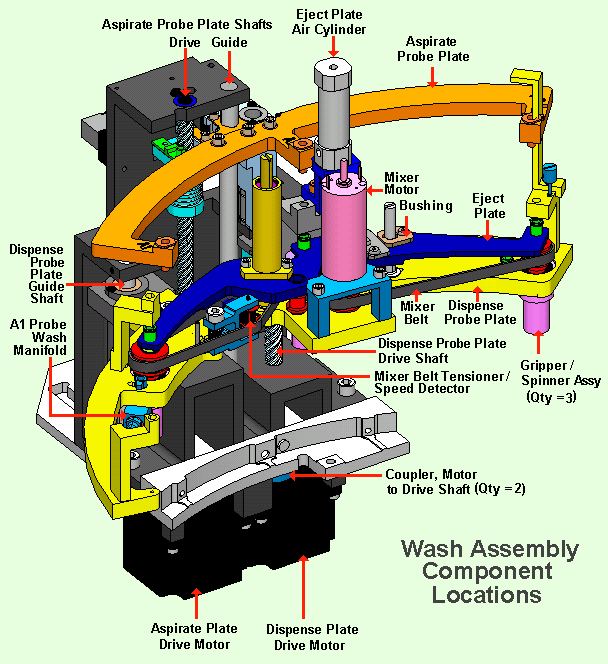 Aspirate Probe Plate Shafts
Drive Guide
Eject Plate
Air Cylinder
Aspirate
Probe Plate
Mixer
Motor
Bushing
Eject
Plate
Dispense
Probe
Plate
Guide
Shaft
A1 Probe
Wash
Manifold
Mixer
Belt
Dispense
Probe Plate
Dispense Probe Plate
Drive Shaft
Mixer Belt Tensioner/
Speed Detector
Gripper/
Spinner Assy
(Qty =3)
Coupler, Motor
to Drive Shaft (Qty =2)
Wash Assembly
Component
Locations
Aspirate Plate
Drive Motor
Dispense Plate
Drive Motor